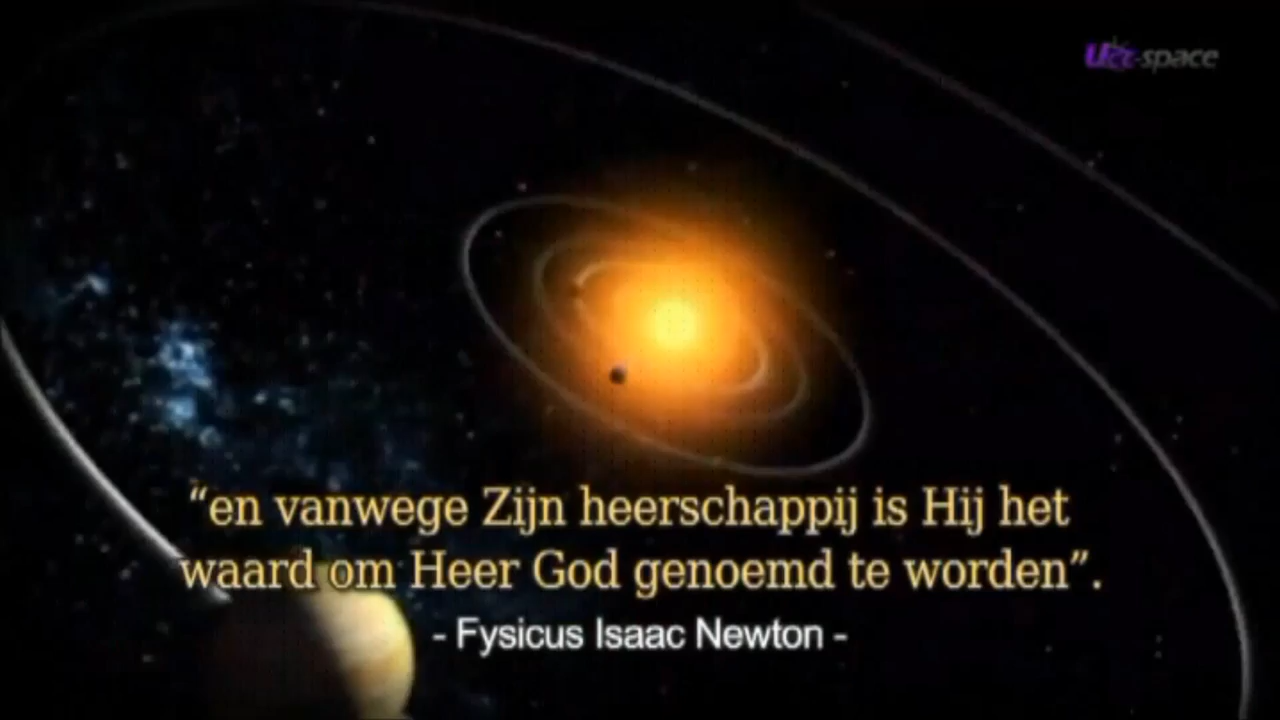 “en vanwege Zijn heerschappij is Hij het
waard om Heer God genoemd te worden”.
- Fysicus Isaac Newton -